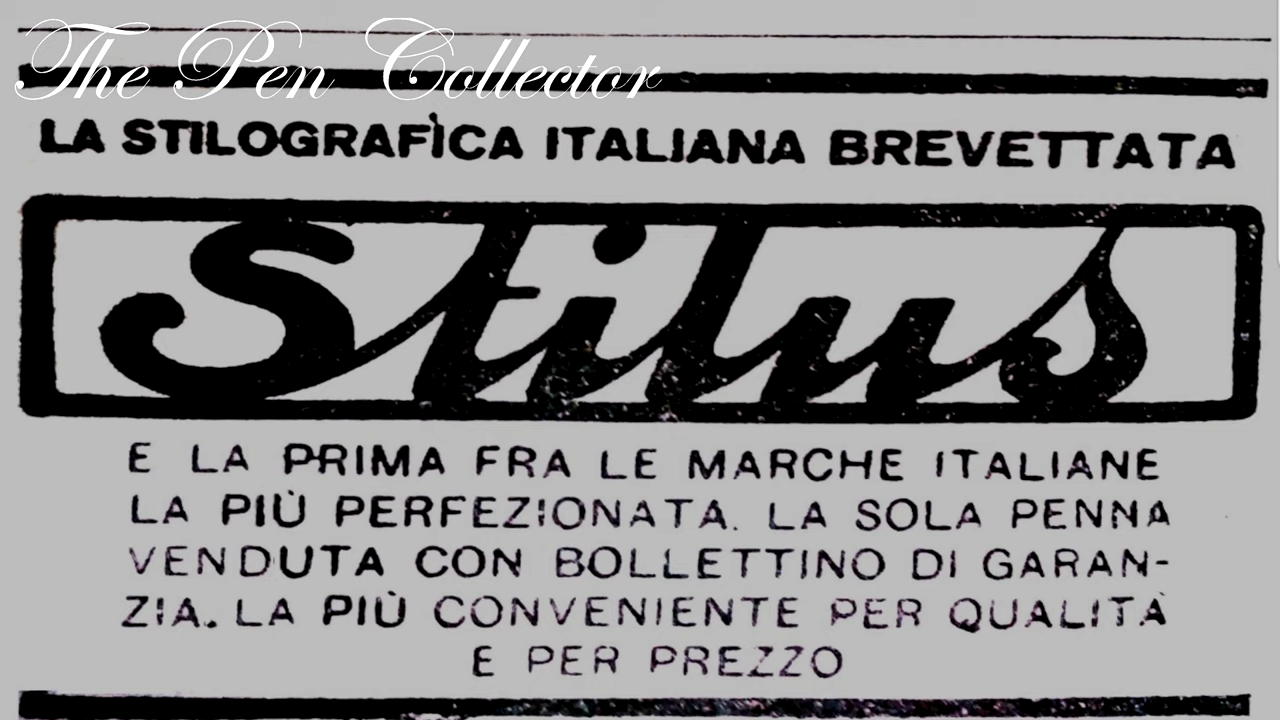 The Pen Collector
LA STILOGRAFÌCA ITALIANA BREVETTATA
Stilus
E LA PRIMA FRA LE MARCHE ITALIANE
LA PIÙ PERFEZIONATA. LA SOLA PENNA
VENDUTA CON BOLLETTINO DI GARAN-
ZIA. LA PIÙ CONVENIENTE PER QUALITÀ
E PER PREZZO